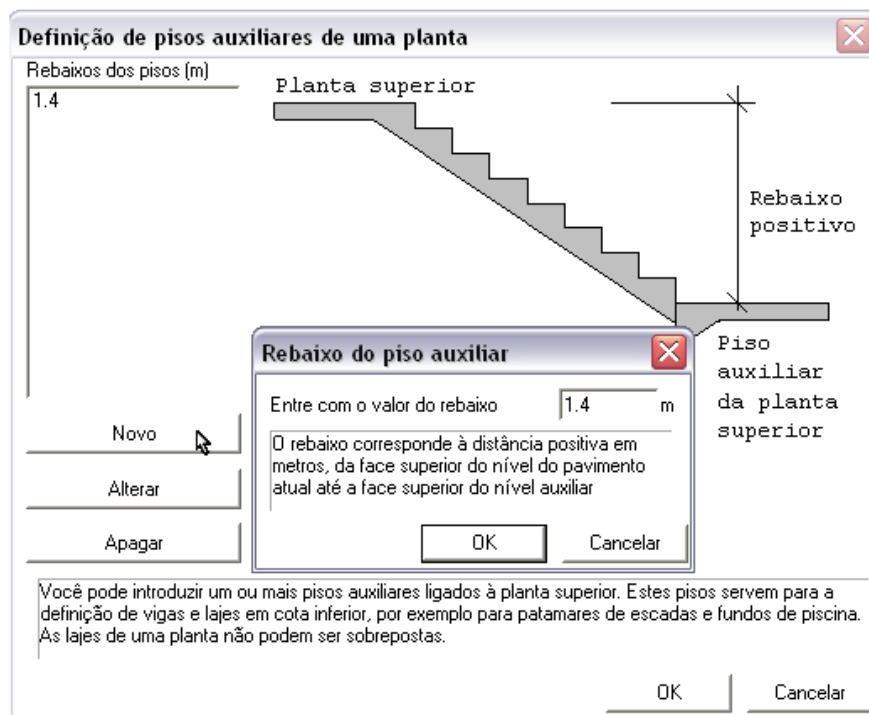 Definição de pisos auxiliares de uma planta
Rebaixos dos pisos (m)
1.4
Planta superior
Rebaixo
positivo
Piso
auxiliar
da planta
superior
Rebaixo do piso auxiliar
Entre com o valor do rebaixo
1.4
m
O rebaixo corresponde à distância positiva em
metros, da face superior do nível do pavimento
atual até a face superior do nível auxiliar
OK
Cancelar
Novo
Alterar
Apagar
Você pode introduzir um ou mais pisos auxiliares ligados à planta superior. Estes pisos servem para a
definição de vigas e lajes em cota inferior, por exemplo para patamares de escadas e fundos de piscina.
As lajes de uma planta não podem ser sobrepostas.
OK
Cancelar